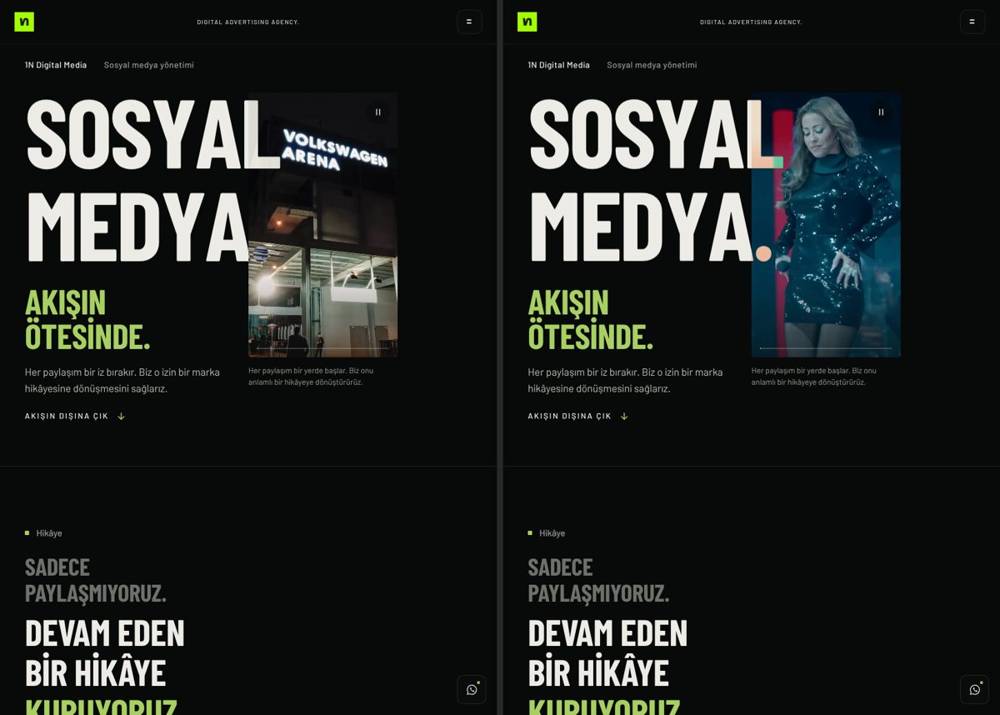 1N
DIGITAL ADVERTISING AGENCY.
1N Digital Media
Sosyal medya yönetimi
SOSYAL
MEDYA
VOLKSWAGEN
ARENA
AKIŞIN
ÖTESİNDE.
Her paylaşım bir iz bırakır. Biz o izin bir marka
hikâyesine dönüşmesini sağlarız.
AKIŞIN DIŞINA ÇIK
Her paylaşım bir yerde başlar. Biz onu
anlamlı bir hikâyeye dönüştürürüz.
Hikâye
SADECE
PAYLAŞMIYORUZ.
DEVAM EDEN
BİR HİKÂYE
KURUYORUZ
1N
DIGITAL ADVERTISING AGENCY.
1N Digital Media
Sosyal medya yönetimi
SOSYAL
MEDYA.
AKIŞIN
ÖTESİNDE.
Her paylaşım bir iz bırakır. Biz o izin bir marka
hikâyesine dönüşmesini sağlarız.
AKIŞIN DIŞINA ÇIK
Her paylaşım bir yerde başlar. Biz onu
anlamlı bir hikâyeye dönüştürürüz.
Hikâye
SADECE
PAYLAŞMIYORUZ.
DEVAM EDEN
BİR HİKÂYE
KURUYORUZ